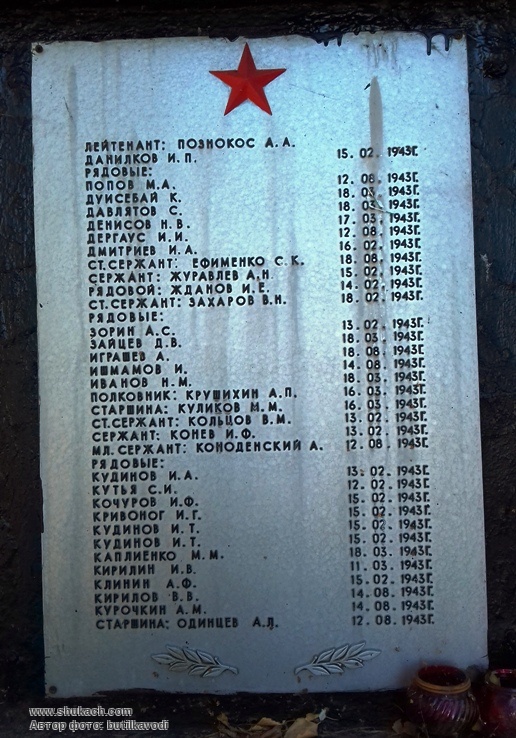 ЛЕЙТЕНАНТ: ПОЗНОКОС А.А.
ДАНИЛКОВ И.П. 15.02.1943Г.
РЯДОВЫЕ:
ПОПОВ М.А. 12.08.1943Г.
ДУИСЕБАЙ К. 18.03.1943Г.
ДАВЛЯТОВ С. 18.03.1943Г.
ДЕНИСОВ Н.В. 17.03.1943Г.
ДЕРГАУС И.И. 12.08.1943Г.
ДМИТРИЕВ И.А. 16.02.1943Г.
СТ.СЕРЖАНТ: ЕФИМЕНКО С.К. 18.08.1943Г.
СЕРЖАНТ: ЖУРАВЛЕВ А.Н. 15.02.1943Г.
РЯДОВОЙ: ЖДАНОВ И.Е. 14.02.1943Г.
СТ.СЕРЖАНТ: ЗАХАРОВ В.Н. 18.02.1943Г.
РЯДОВЫЕ:
ЗОРИН А.С. 13.02.1943Г.
ЗАЙЦЕВ Д.В. 18.03.1943Г.
ИГРАШЕВ А. 18.08.1943Г.
ИШМАМОВ И. 14.08.1943Г.
ИВАНОВ Н.М. 18.03.1943Г.
ПОЛКОВНИК: КРУШИХИН А.П. 16.03.1943Г.
СТАРШИНА: КУЛИКОВ М.М. 16.03.1943Г.
СТ.СЕРЖАНТ: КОЛЬЦОВ В.М. 13.02.1943Г.
СЕРЖАНТ: КОНЕВ И.Ф. 13.02.1943Г.
МЛ.СЕРЖАНТ: КОНОДЕНСКИЙ А. 12.08.1943Г.
РЯДОВЫЕ:
КУДИНОВ И.А. 13.02.1943Г.
КУТЬЯ С.И. 12.02.1943Г.
КОЧУРОВ И.Ф. 15.02.1943Г.
КРИВОНОГ И.Г. 15.02.1943Г.
КУДИНОВ И.Т. 15.02.1943Г.
КУДИНОВ И.Т. 15.02.1943Г.
КАПЛИЕНКО М.М. 18.03.1943Г.
КИРИЛИН И.В. 11.03.1943Г.
КЛИНИН А.Ф. 15.02.1943Г.
КИРИЛОВ В.В. 14.08.1943Г.
КУРОЧКИН А.М. 14.08.1943Г.
СТАРШИНА: ОДИНЦЕВ А.Л. 12.08.1943Г.
www.shukach.com
Автор фото: butilkavodi